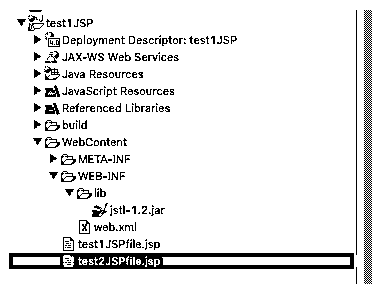 test1JSP
Deployment Descriptor: test1JSP
JAX-WS Web Services
Java Resources
JavaScript Resources
Referenced Libraries
build
WebContent
META-INF
WEB-INF
lib
jstl-1.2.jar
web.xml
test1JSPfile.jsp
test2JSPfile.jsp